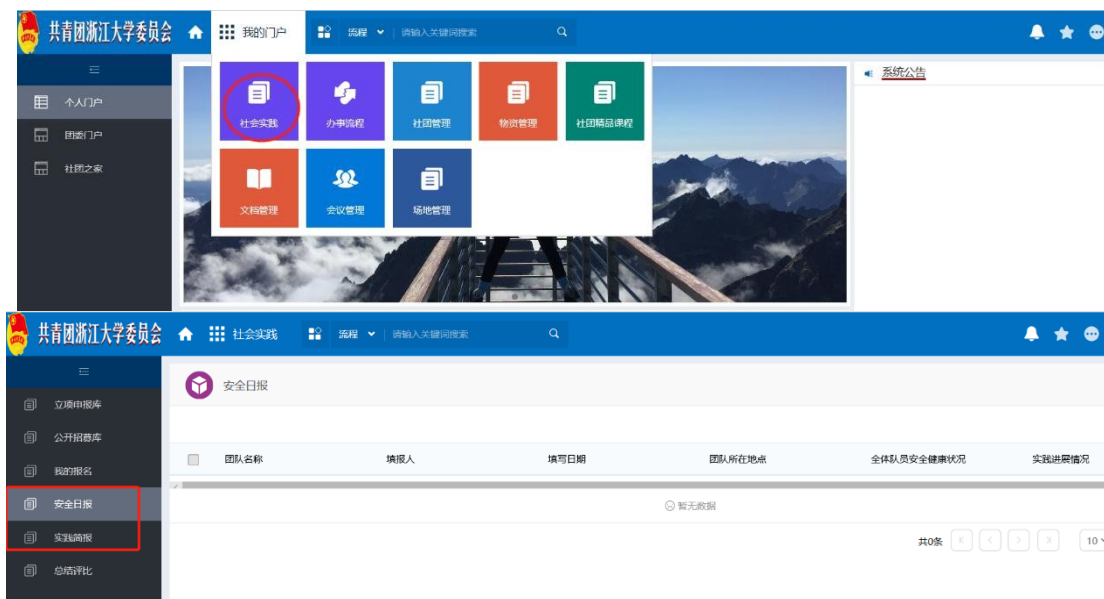 共青团浙江大学委员会 我的门户 流程 请输入关键词搜索
个人门户
团委门户
社团之家
社会实践 办事流程 社团管理 物资管理 社团精品课程
文档管理 会议管理 场地管理
系统公告
共青团浙江大学委员会 社会实践 流程 请输入关键词搜索
立项申报库
公开招募库
我的报名
安全日报
实践简报
总结评比
安全日报
团队名称 填报人 填写日期 团队所在地点 全体队员安全健康状况 实践进展情况
暂无数据
共0条 10